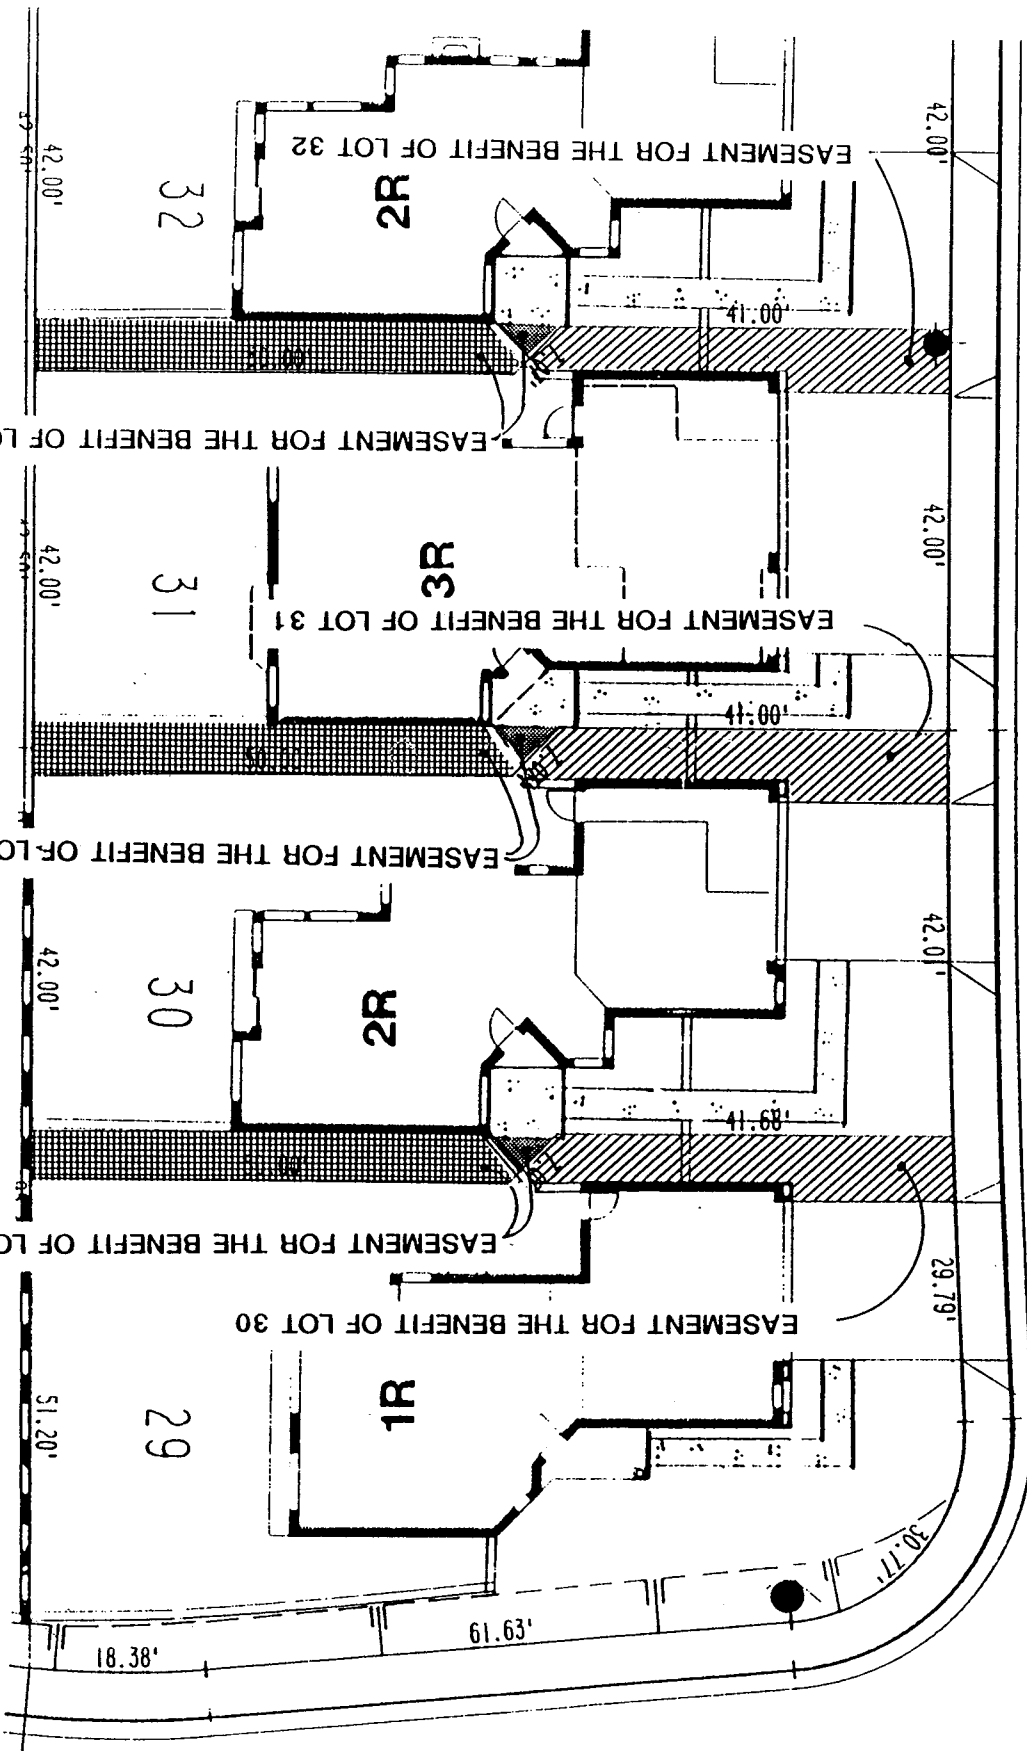 42.00'
42.00'
EASEMENT FOR THE BENEFIT OF LOT 32
32
2R
41.00'
EASEMENT FOR THE BENEFIT OF LO
42.00'
42.00'
31
3R
EASEMENT FOR THE BENEFIT OF LOT 31
41.00'
50.00'
EASEMENT FOR THE BENEFIT OF LO
42.01'
42.00'
30
2R
41.68'
EASEMENT FOR THE BENEFIT OF LO
29.79'
EASEMENT FOR THE BENEFIT OF LOT 30
1R
51.20'
29
30.77'
61.63'
18.38'